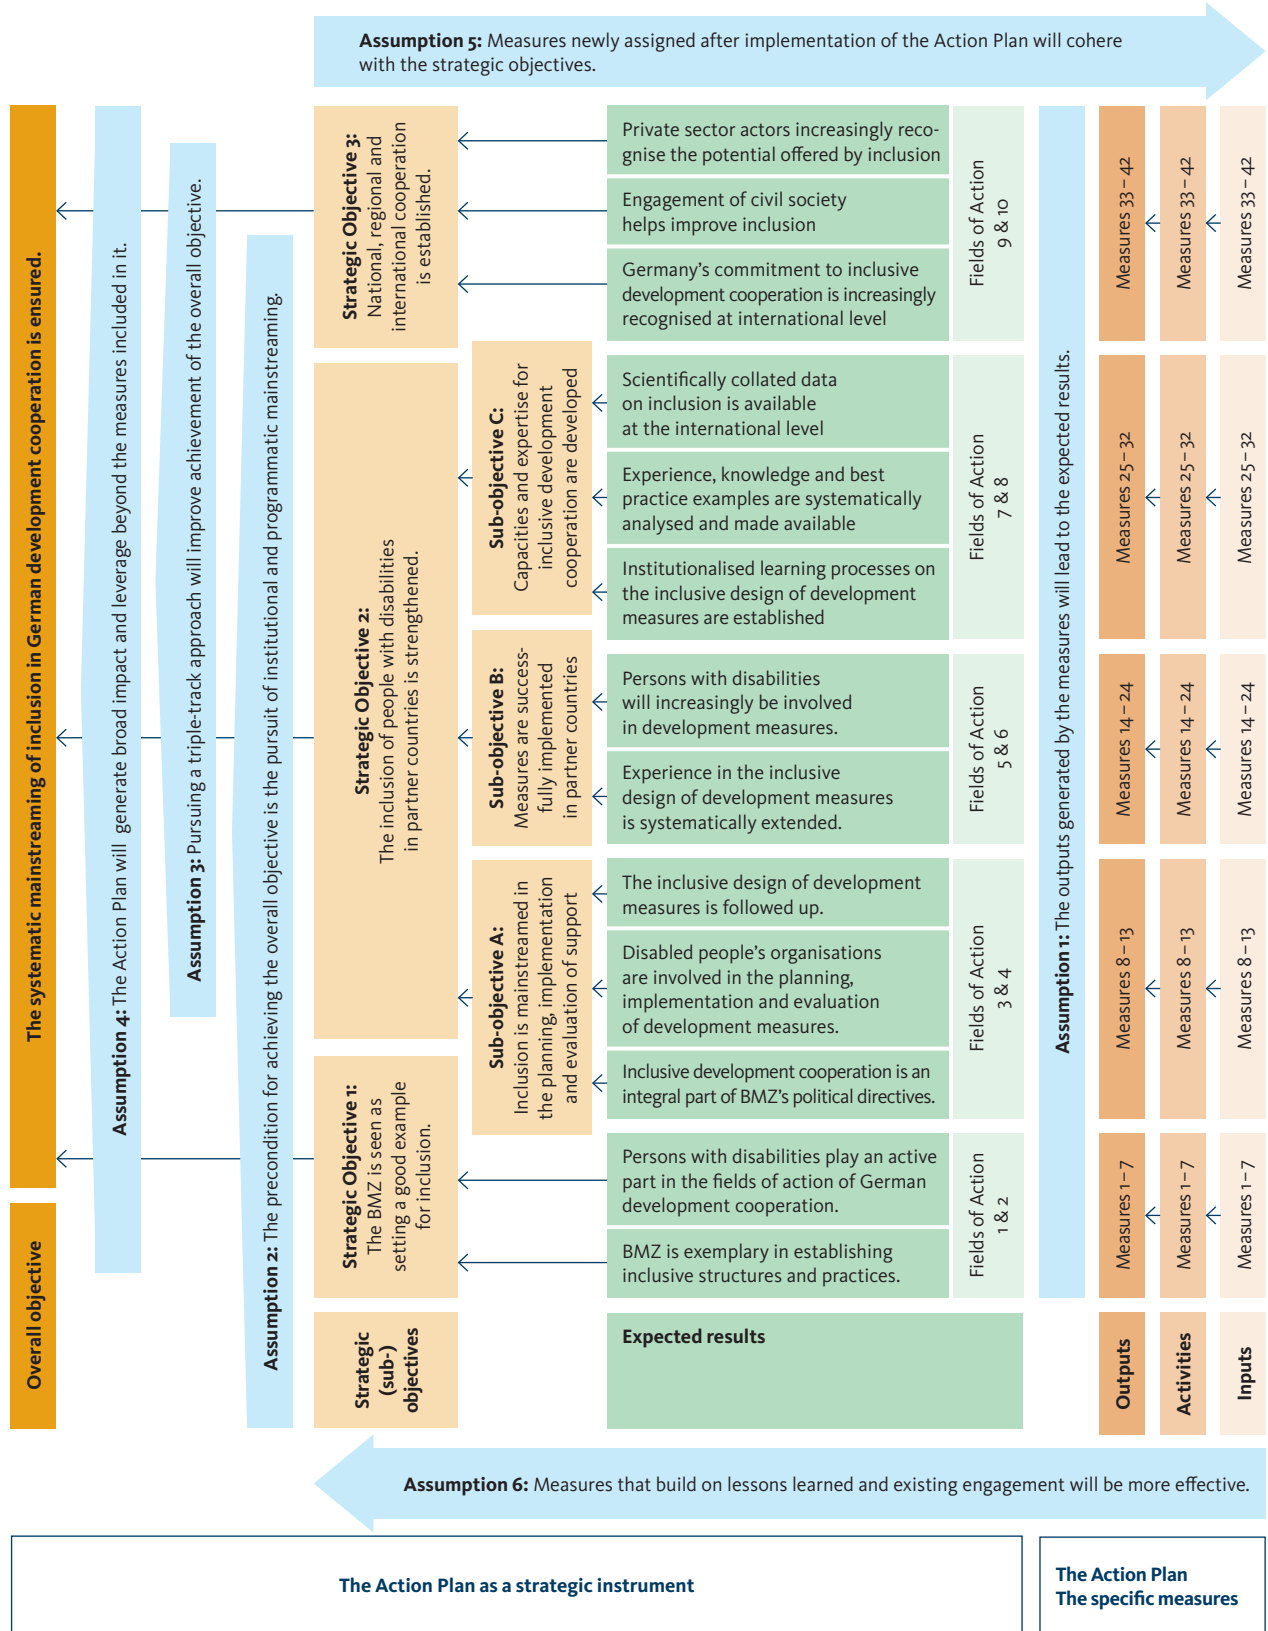 Assumption 5: Measures newly assigned after implementation of the Action Plan will cohere
with the strategic objectives.
The systematic mainstreaming of inclusion in German development cooperation is ensured.
Overall objective
Assumption 4: The Action Plan will generate broad impact and leverage beyond the measures included in it.
Assumption 3: Pursuing a triple-track approach will improve achievement of the overall objective.
Assumption 2: The precondition for achieving the overall objective is the pursuit of institutional and programmatic mainstreaming.
Strategic Objective 3:
National, regional and
international cooperation
is established.
Strategic Objective 2:
The inclusion of people with disabilities
in partner countries is strengthened.
Strategic Objective 1:
The BMZ is seen as
setting a good example
for inclusion.
Strategic
(sub-)
objectives
Sub-objective C:
Capacities and expertise for
inclusive development
cooperation are developed
Sub-objective B:
Measures are success-
fully implemented
in partner countries
Sub-objective A:
Inclusion is mainstreamed in
the planning, implementation
and evaluation of support
Private sector actors increasingly reco-
gnise the potential offered by inclusion
Engagement of civil society
helps improve inclusion
Germany’s commitment to inclusive
development cooperation is increasingly
recognised at international level
Scientifically collated data
on inclusion is available
at the international level
Experience, knowledge and best
practice examples are systematically
analysed and made available
Institutionalised learning processes on
the inclusive design of development
measures are established
Persons with disabilities
will increasingly be involved
in development measures.
Experience in the inclusive
design of development measures
is systematically extended.
The inclusive design of development
measures is followed up.
Disabled people’s organisations
are involved in the planning,
implementation and evaluation
of development measures.
Inclusive development cooperation is an
integral part of BMZ’s political directives.
Persons with disabilities play an active
part in the fields of action of German
development cooperation.
BMZ is exemplary in establishing
inclusive structures and practices.
Expected results
Fields of Action
9 & 10
Fields of Action
7 & 8
Fields of Action
5 & 6
Fields of Action
3 & 4
Fields of Action
1 & 2
Assumption 1: The outputs generated by the measures will lead to the expected results.
Measures 33 – 42
Measures 25 – 32
Measures 14 – 24
Measures 8 – 13
Measures 1 – 7
Outputs
Measures 33 – 42
Measures 25 – 32
Measures 14 – 24
Measures 8 – 13
Measures 1 – 7
Activities
Measures 33 – 42
Measures 25 – 32
Measures 14 – 24
Measures 8 – 13
Measures 1 – 7
Inputs
Assumption 6: Measures that build on lessons learned and existing engagement will be more effective.
The Action Plan as a strategic instrument
The Action Plan
The specific measures